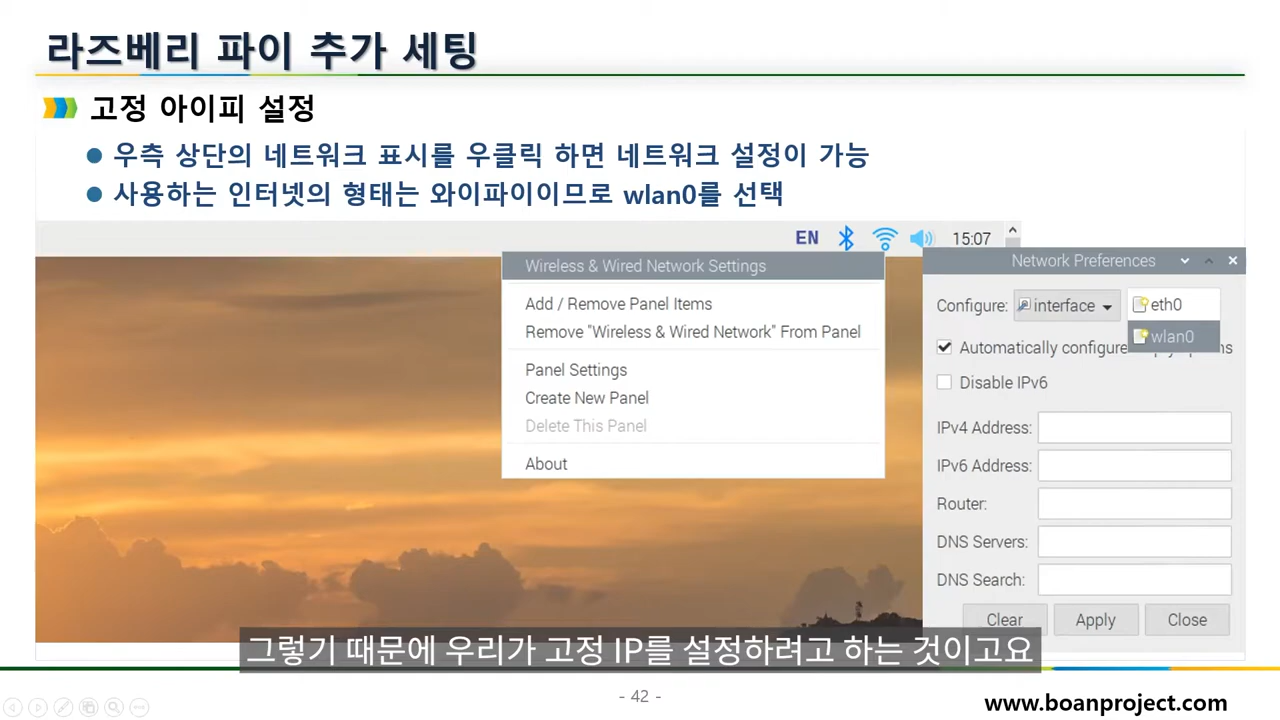 라즈베리 파이 추가 세팅
고정 아이피 설정
우측 상단의 네트워크 표시를 우클릭 하면 네트워크 설정이 가능
사용하는 인터넷의 형태는 와이파이이므로 wlan0를 선택
EN 15:07
Wireless & Wired Network Settings
Add / Remove Panel Items
Remove "Wireless & Wired Network" From Panel
Panel Settings
Create New Panel
Delete This Panel
About
Network Preferences
Configure: interface eth0
wlan0
Automatically configure
Disable IPv6
IPv4 Address:
IPv6 Address:
Router:
DNS Servers:
DNS Search:
Clear Apply Close
그렇기 때문에 우리가 고정 IP를 설정하려고 하는 것이고요
- 42 -
www.boanproject.com